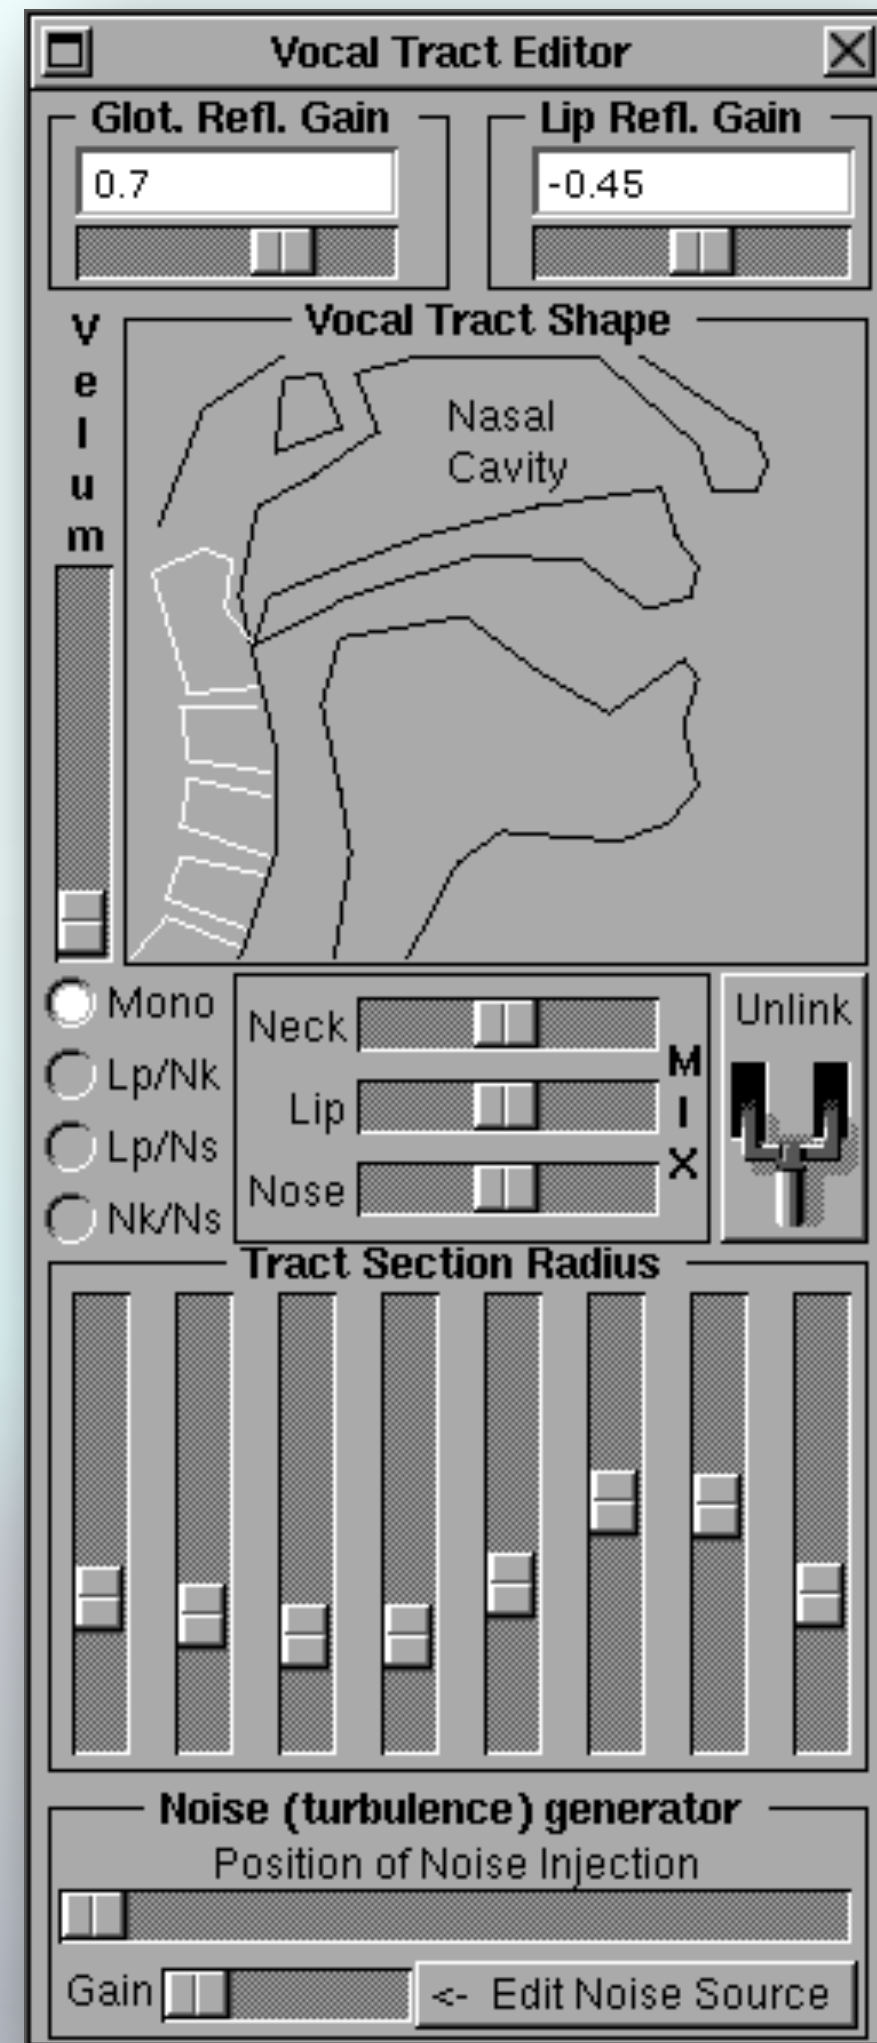 Vocal Tract Editor
Glot. Refl. Gain
Lip Refl. Gain
0.7
-0.45
Velum
Vocal Tract Shape
Nasal
Cavity
Mono
Lp/Nk
Lp/Ns
Nk/Ns
Neck
Lip
Nose
MIX
Unlink
Tract Section Radius
Noise (turbulence) generator
Position of Noise Injection
Gain
<- Edit Noise Source